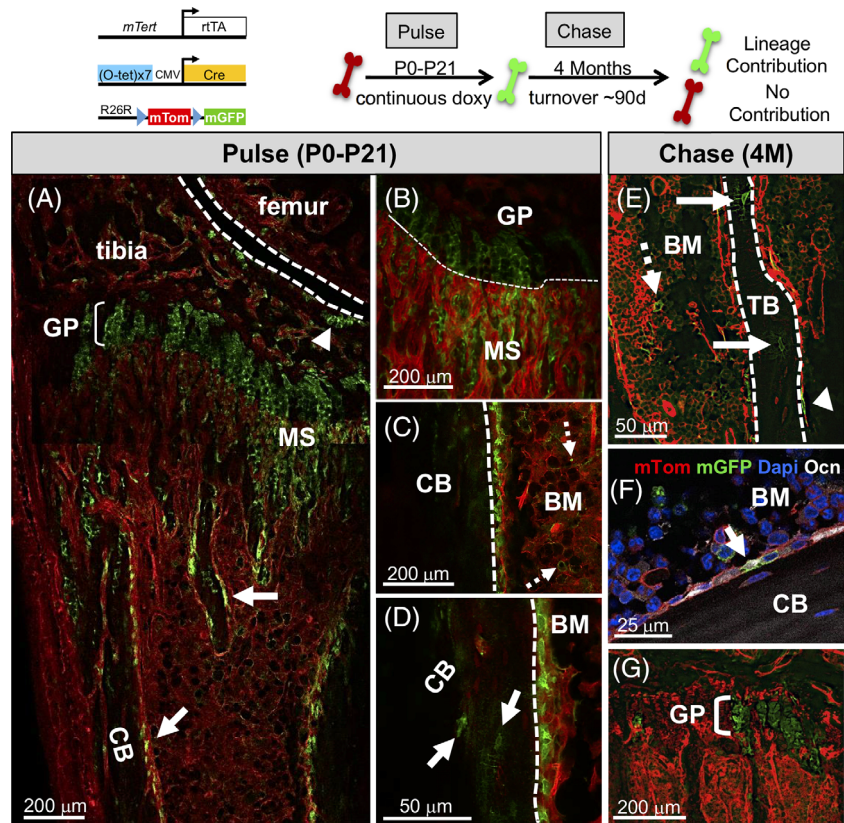 mTert
rtTA
(O-tet)x7
CMV
Cre
R26R
mTom
mGFP
Pulse
P0-P21
continuous doxy
Chase
4 Months
turnover ~90d
Lineage
Contribution
No
Contribution
Pulse (P0-P21)
Chase (4M)
(A)
femur
tibia
GP
MS
CB
200 μm
(B)
GP
MS
200 μm
(C)
CB
BM
200 μm
(D)
BM
CB
50 μm
(E)
BM
TB
50 μm
mTom mGFP Dapi Ocn
(F)
BM
CB
25 μm
(G)
GP
200 μm